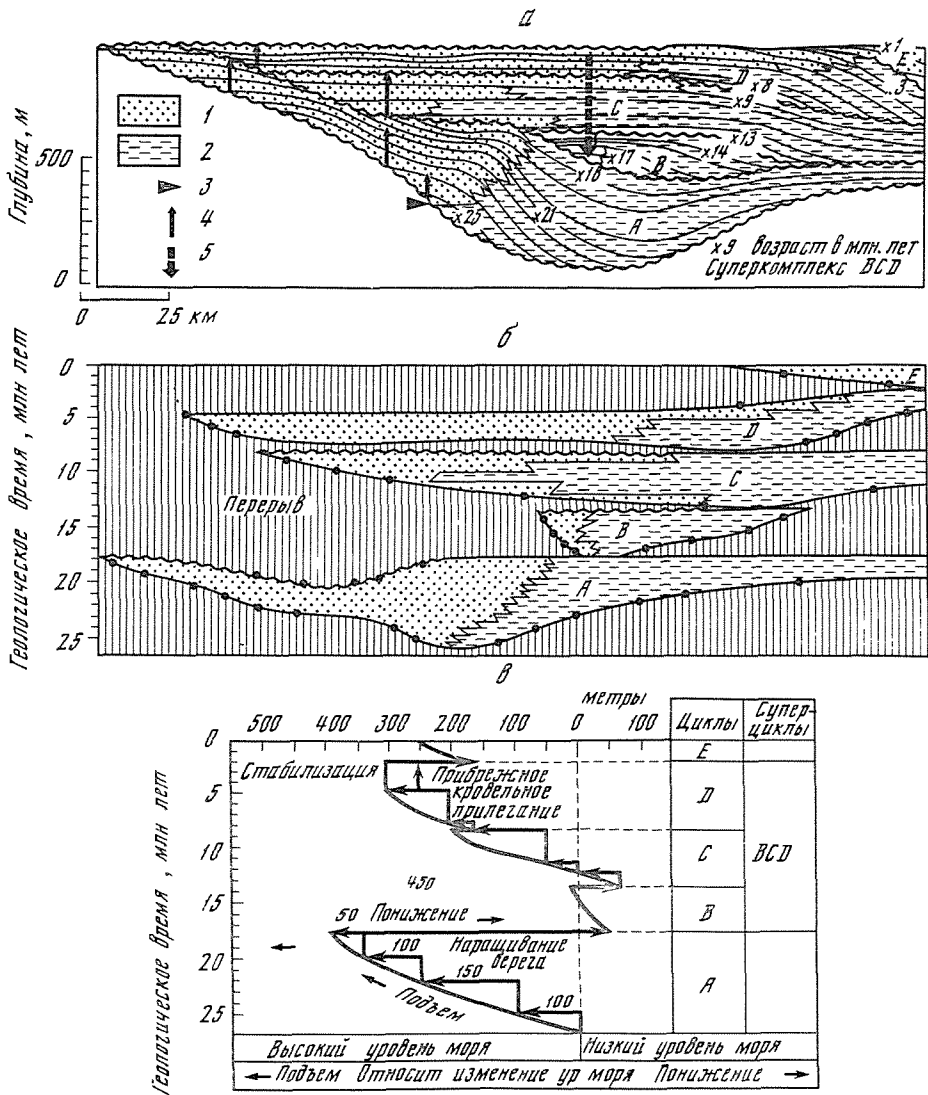 а
Глубина, м
500
0
0 25 км
1
2
3
4
5
x1
E
3
D
x8
x9
C
x13
x14
x17
x18
B
x21
x25
A
x9 возраст в млн. лет
Суперкомплекс BCD
б
Геологическое время, млн лет
0
5
10
15
20
25
Перерыв
E
D
C
B
A
в
метры
500 400 300 200 100 0 100
Циклы
Супер-
циклы
Геологическое время, млн лет
0
5
10
15
20
25
Стабилизация
Прибрежное
кровельное
прилегание
450
50 Понижение
Наращивание
берега
100
150
100
Подъем
E
D
C
B
A
BCD
Высокий уровень моря
Низкий уровень моря
Подъем Относит изменение ур моря Понижение